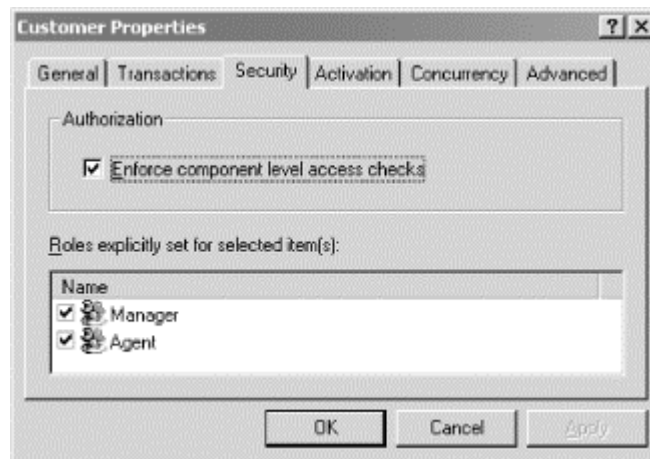 Customer Properties
General Transactions Security Activation Concurrency Advanced
Authorization
Enforce component level access checks
Roles explicitly set for selected item(s):
Name
Manager
Agent
OK Cancel Apply